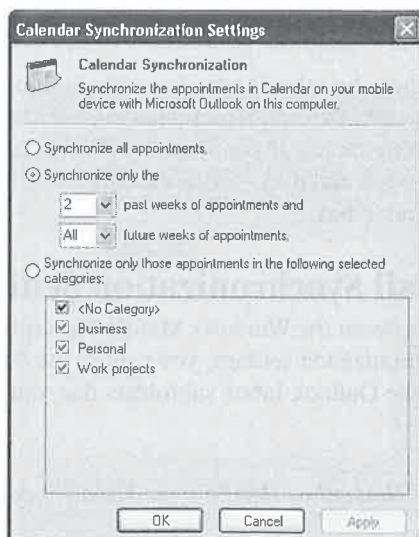 Calendar Synchronization Settings
Calendar Synchronization
Synchronize the appointments in Calendar on your mobile
device with Microsoft Outlook on this computer.
Synchronize all appointments.
Synchronize only the
2 past weeks of appointments and
All future weeks of appointments.
Synchronize only those appointments in the following selected
categories:
<No Category>
Business
Personal
Work projects
OK Cancel Apply